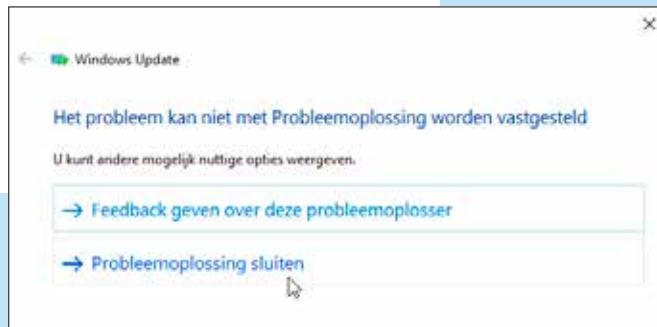 Windows Update
Het probleem kan niet met Probleemoplossing worden vastgesteld
U kunt andere mogelijk nuttige opties weergeven.
→ Feedback geven over deze probleemoplosser
→ Probleemoplossing sluiten